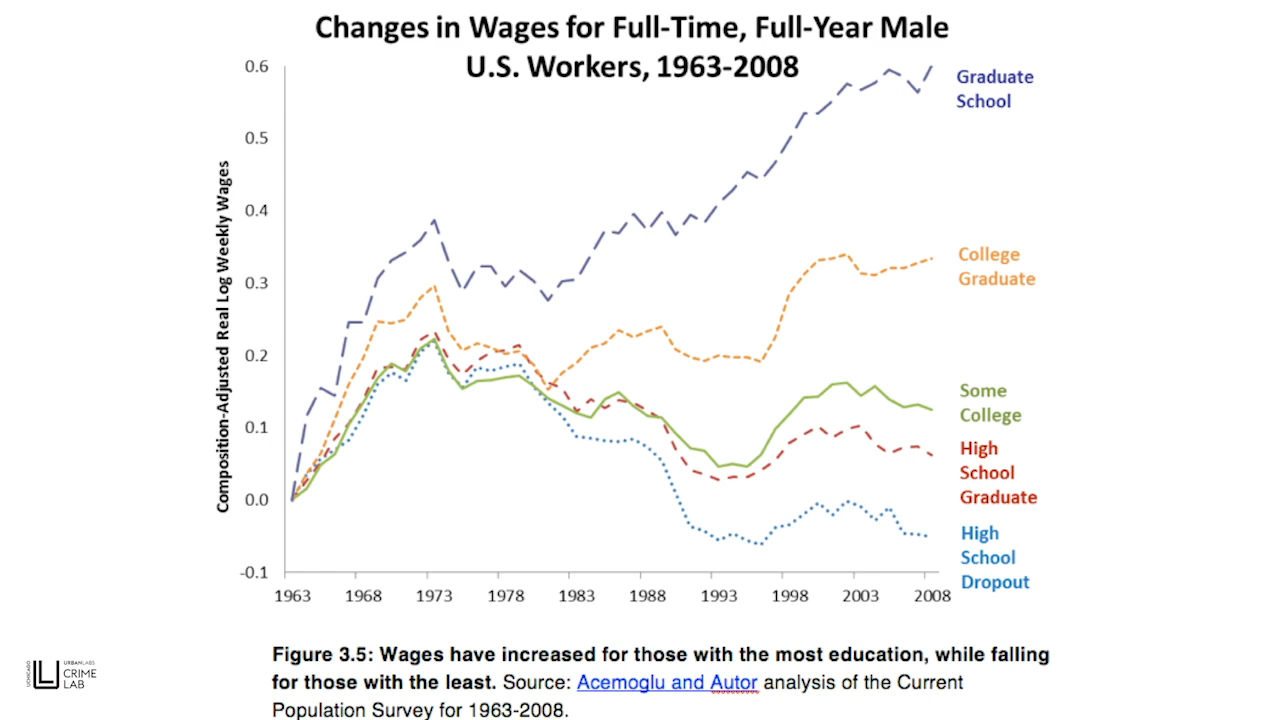 Changes in Wages for Full-Time, Full-Year Male
U.S. Workers, 1963-2008
Composition-Adjusted Real Log Weekly Wages
0.6
0.5
0.4
0.3
0.2
0.1
0.0
-0.1
1963 1968 1973 1978 1983 1988 1993 1998 2003 2008
Graduate
School
College
Graduate
Some
College
High
School
Graduate
High
School
Dropout
Figure 3.5: Wages have increased for those with the most education, while falling
for those with the least. Source: Acemoglu and Autor analysis of the Current
Population Survey for 1963-2008.
UCHICAGO
URBANLABS
CRIME
LAB